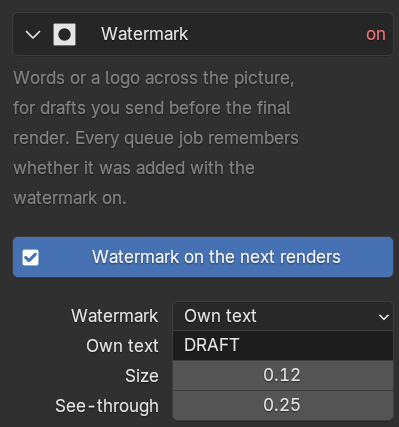 Watermark on
Words or a logo across the picture,
for drafts you send before the final
render. Every queue job remembers
whether it was added with the
watermark on.
Watermark on the next renders
Watermark Own text
Own text DRAFT
Size 0.12
See-through 0.25